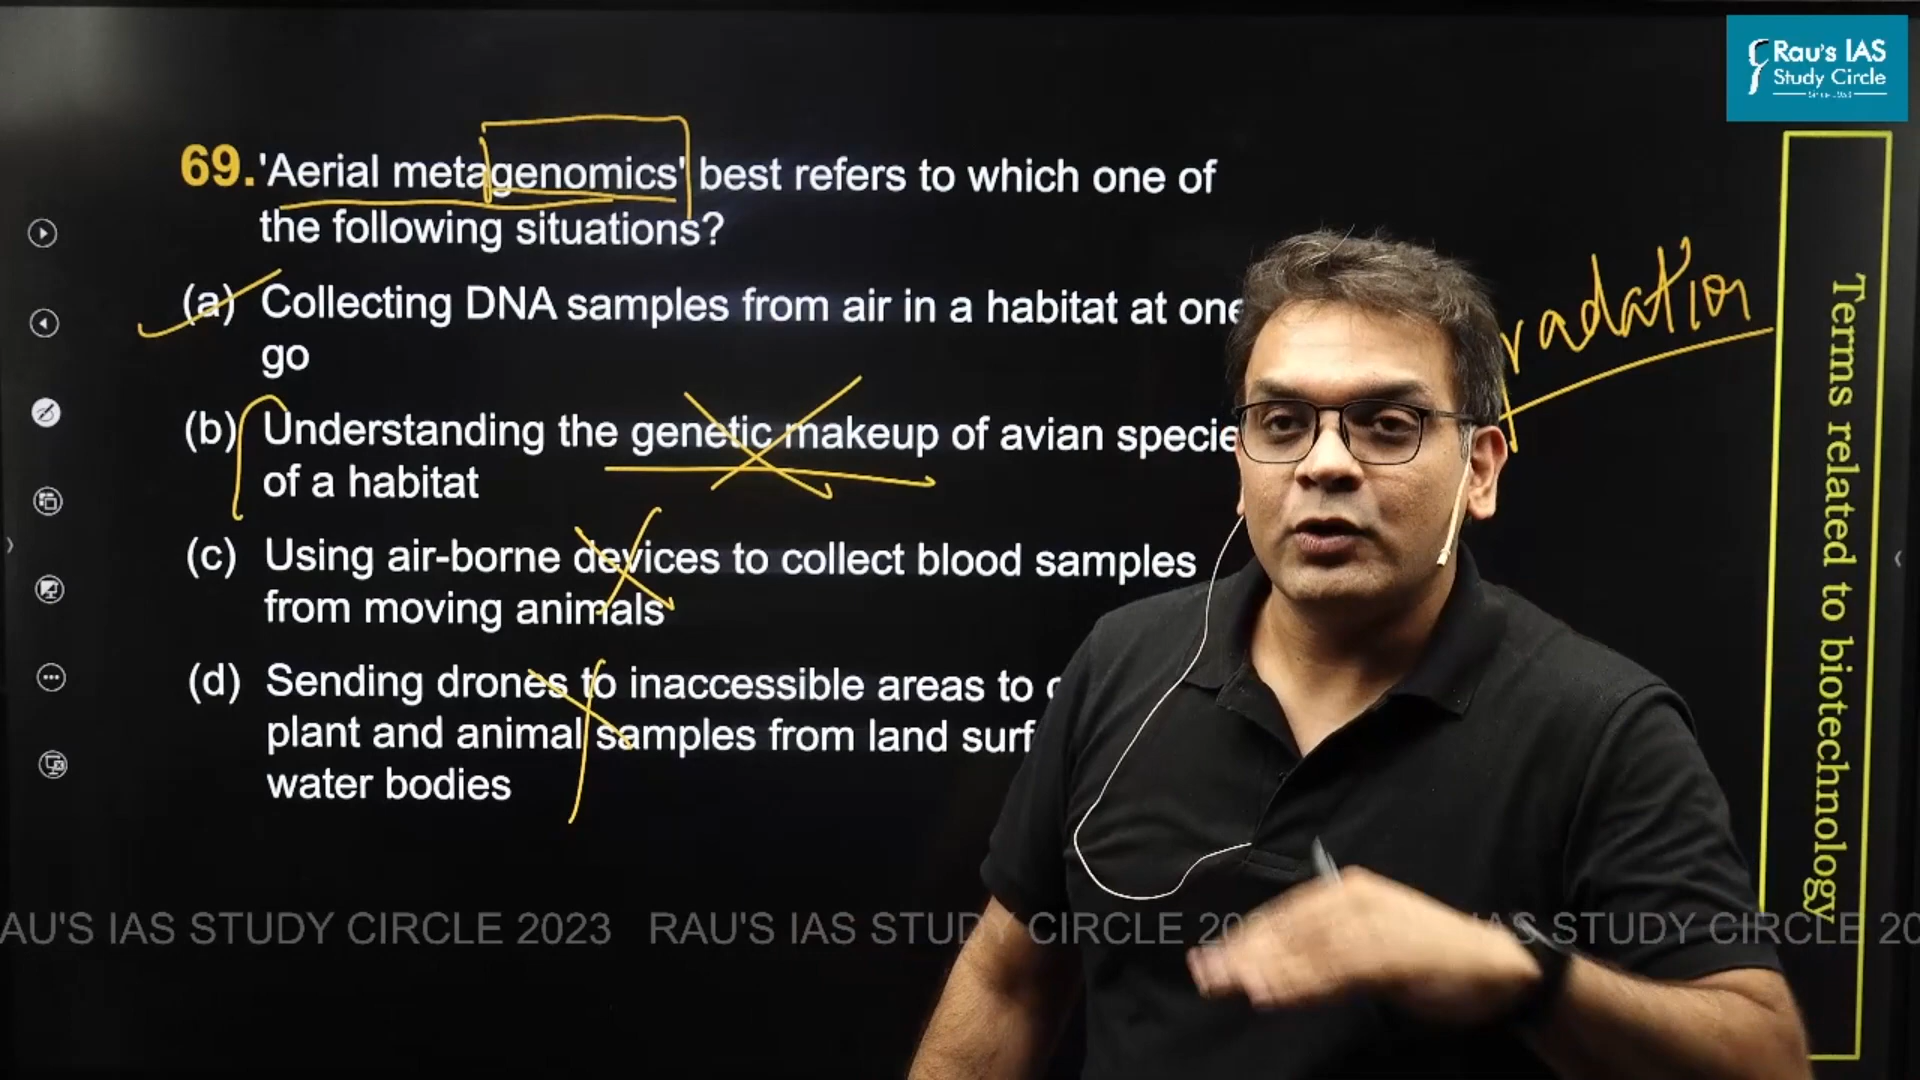 Rau's IAS
Study Circle
69. 'Aerial metagenomics' best refers to which one of
the following situations?
(a) Collecting DNA samples from air in a habitat at one
go
(b) Understanding the genetic makeup of avian specie
of a habitat
(c) Using air-borne devices to collect blood samples
from moving animals
(d) Sending drones to inaccessible areas to c
plant and animal samples from land surf
water bodies
radation
Terms related to biotechnology
AU'S IAS STUDY CIRCLE 2023 RAU'S IAS STUDY CIRCLE 20 IAS STUDY CIRCLE 20